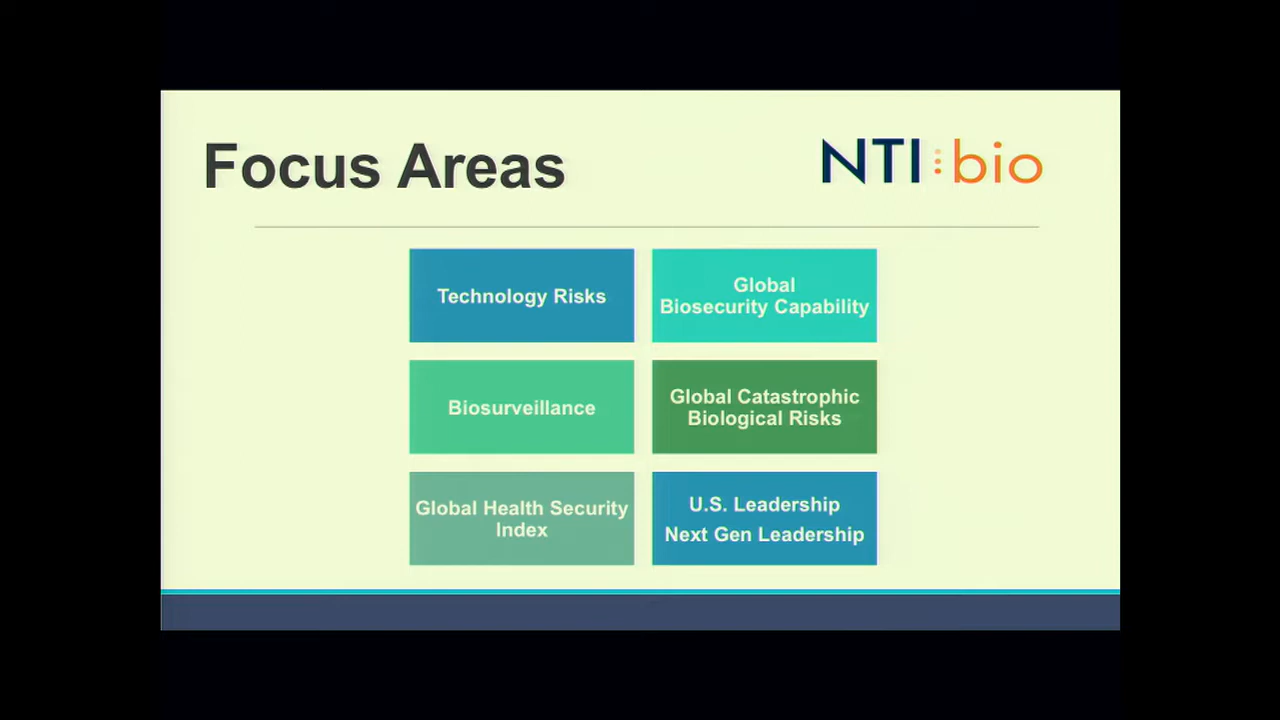 Focus Areas
NTI:bio
Technology Risks
Global
Biosecurity Capability
Biosurveillance
Global Catastrophic
Biological Risks
Global Health Security
Index
U.S. Leadership
Next Gen Leadership